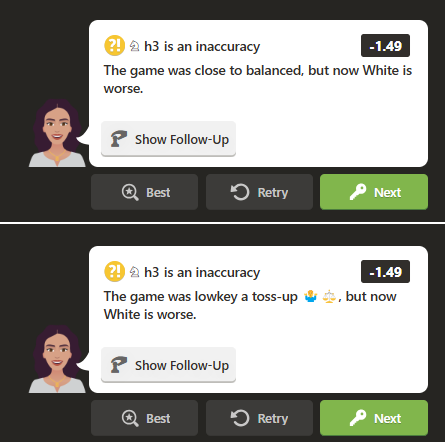 ?! ♘ h3 is an inaccuracy -1.49
The game was close to balanced, but now White is
worse.
Show Follow-Up
Best Retry Next
?! ♘ h3 is an inaccuracy -1.49
The game was lowkey a toss-up 🤷‍♂️ ⚖️, but now
White is worse.
Show Follow-Up
Best Retry Next